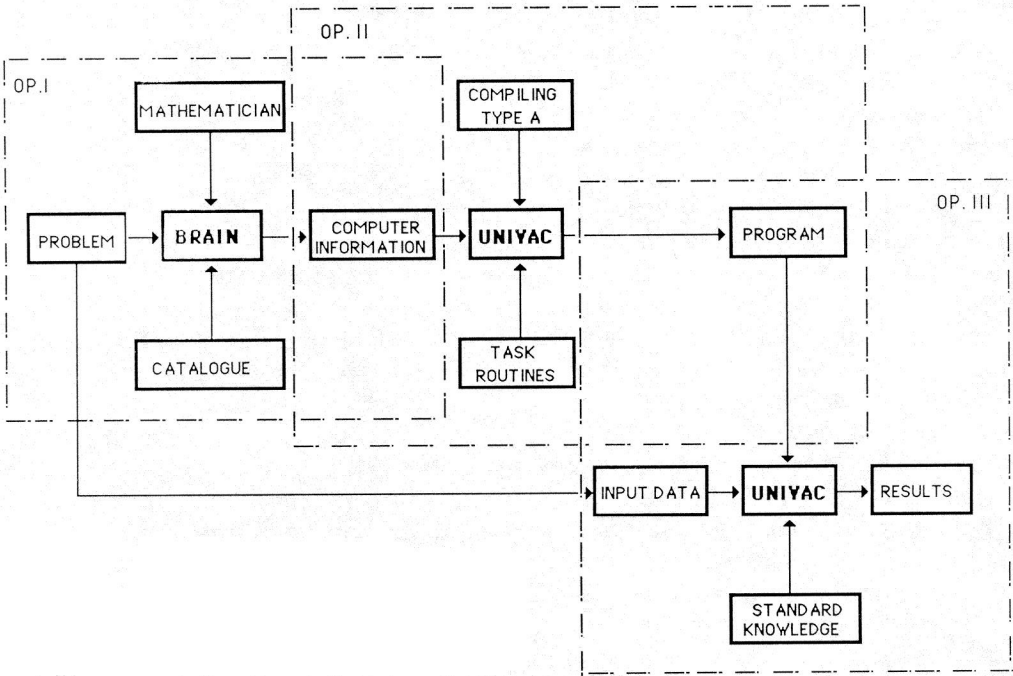 OP. II
OP.I
MATHEMATICIAN
COMPILING
TYPE A
OP. III
PROBLEM
BRAIN
COMPUTER
INFORMATION
UNIVAC
PROGRAM
CATALOGUE
TASK
ROUTINES
INPUT DATA
UNIVAC
RESULTS
STANDARD
KNOWLEDGE